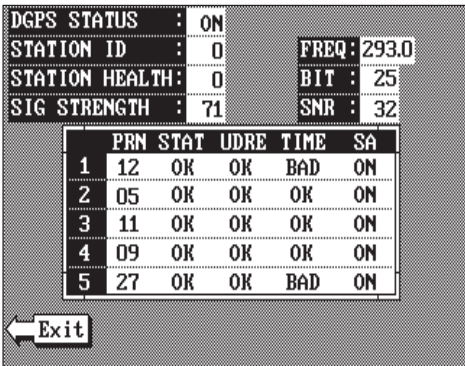 DGPS STATUS : ON
STATION ID : 0 FREQ: 293.0
STATION HEALTH: 0 BIT : 25
SIG STRENGTH : 71 SNR : 32
PRN STAT UDRE TIME SA
1 12 OK OK BAD ON
2 05 OK OK OK ON
3 11 OK OK OK ON
4 09 OK OK OK ON
5 27 OK OK BAD ON
Exit